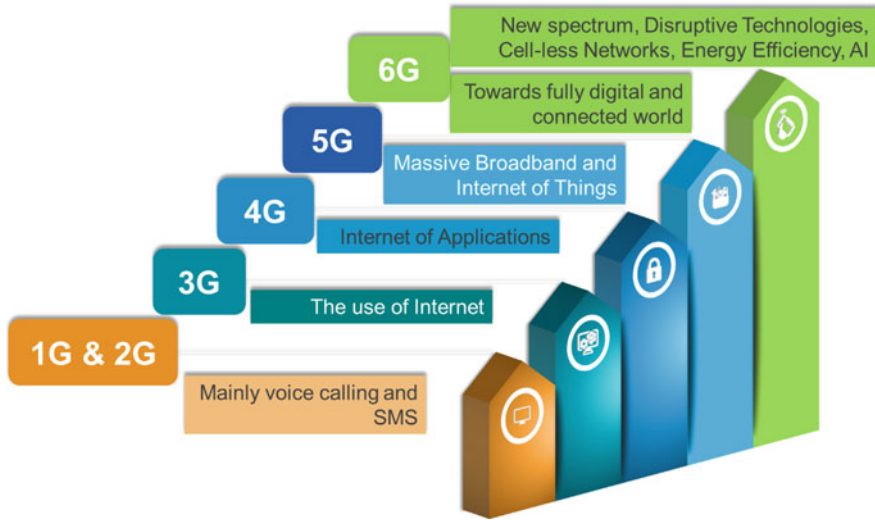 New spectrum, Disruptive Technologies,
Cell-less Networks, Energy Efficiency, AI
6G
Towards fully digital and
connected world
5G
Massive Broadband and
Internet of Things
4G
Internet of Applications
3G
The use of Internet
1G & 2G
Mainly voice calling and
SMS